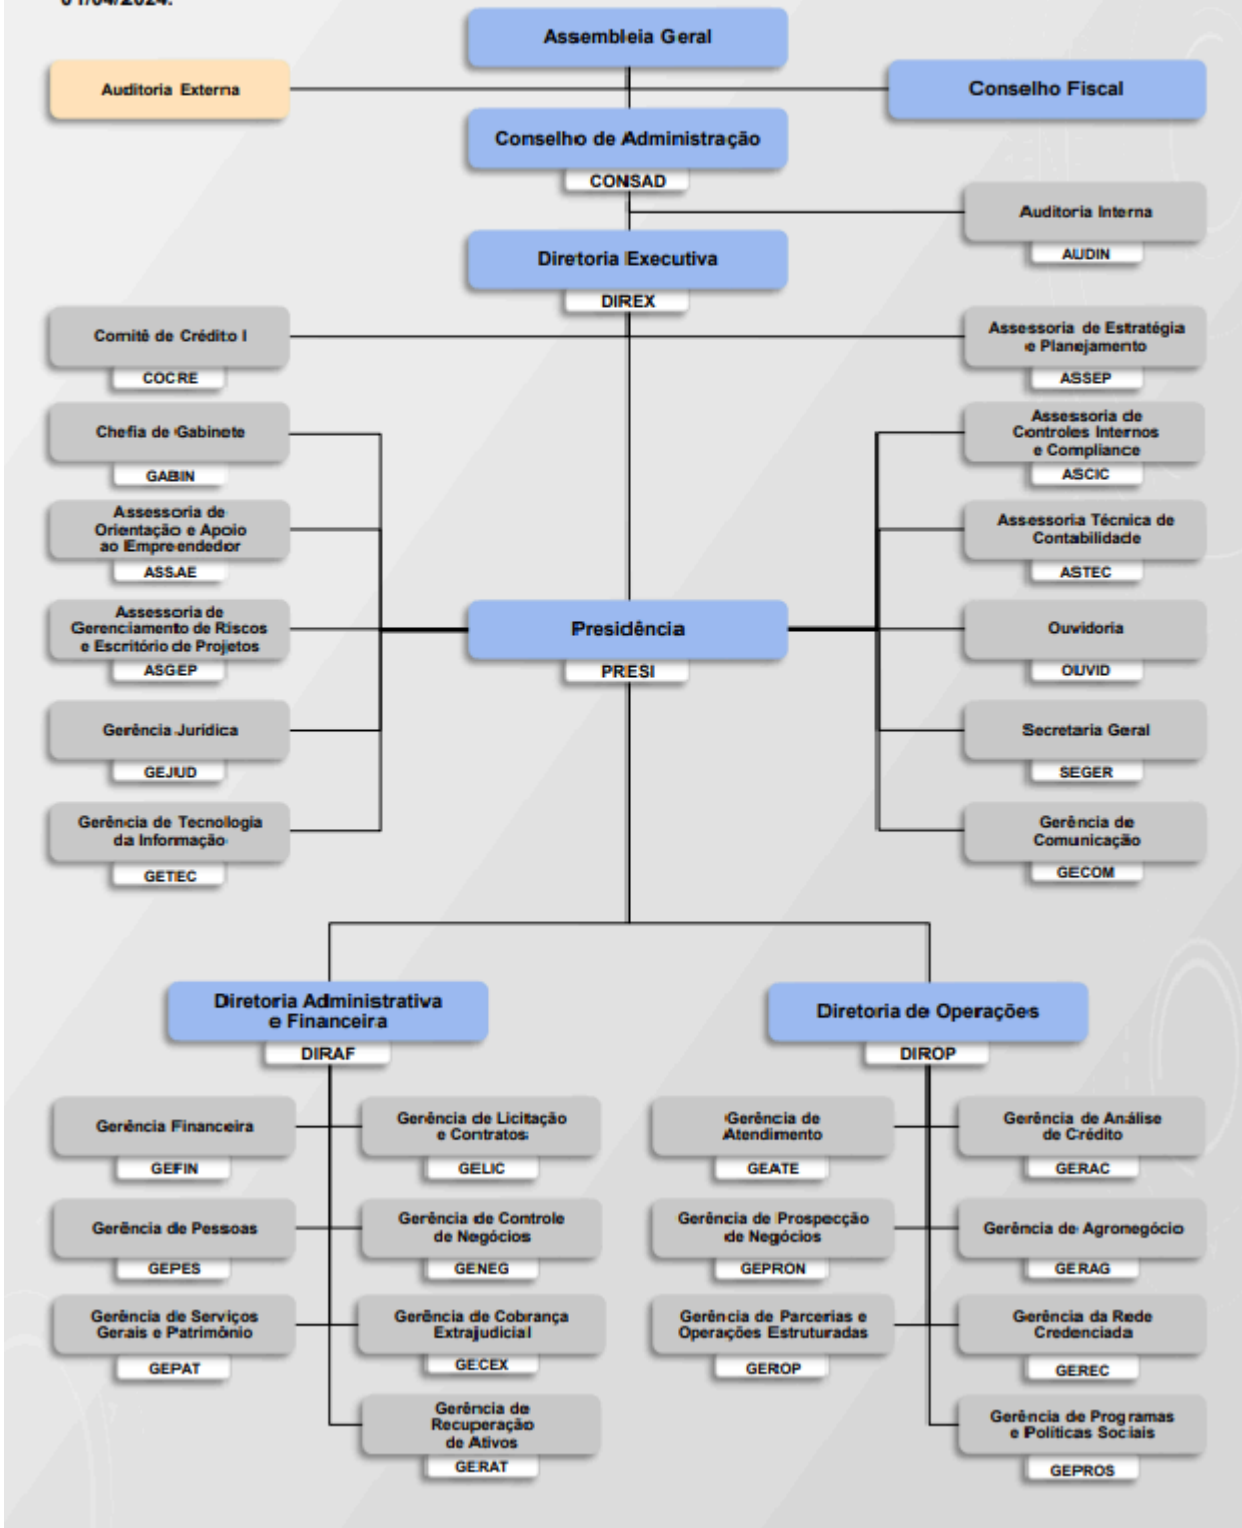 01/04/2024.
Assembleia Geral
Auditoria Externa
Conselho Fiscal
Conselho de Administração
CONSAD
Auditoria Interna
AUDIN
Diretoria Executiva
DIREX
Comitê de Crédito I
COCRE
Assessoria de Estratégia
e Planejamento
ASSEP
Chefia de Gabinete
GABIN
Assessoria de
Controles Internos
e Compliance
ASCIC
Assessoria de
Orientação e Apoio
ao Empreendedor
ASSAE
Assessoria Técnica de
Contabilidade
ASTEC
Assessoria de
Gerenciamento de Riscos
e Escritório de Projetos
ASGEP
Presidência
PRESI
Ouvidoria
OUVID
Gerência Jurídica
GEJUD
Secretaria Geral
SEGER
Gerência de Tecnologia
da Informação
GETEC
Gerência de
Comunicação
GECOM
Diretoria Administrativa
e Financeira
DIRAF
Diretoria de Operações
DIROP
Gerência Financeira
GEFIN
Gerência de Licitação
e Contratos
GELIC
Gerência de
Atendimento
GEATE
Gerência de Análise
de Crédito
GERAC
Gerência de Pessoas
GEPES
Gerência de Controle
de Negócios
GENEG
Gerência de Prospecção
de Negócios
GEPRON
Gerência de Agronegócio
GERAG
Gerência de Serviços
Gerais e Patrimônio
GEPAT
Gerência de Cobrança
Extrajudicial
GECEX
Gerência de Parcerias e
Operações Estruturadas
GEROP
Gerência da Rede
Credenciada
GEREC
Gerência de
Recuperação
de Ativos
GERAT
Gerência de Programas
e Políticas Sociais
GEPROS